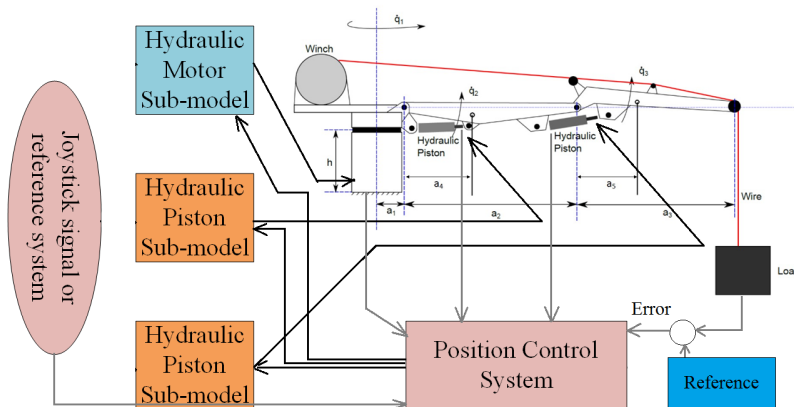 Joystick signal or
reference system
Hydraulic
Motor
Sub-model
Hydraulic
Piston
Sub-model
Hydraulic
Piston
Sub-model
q̇₁
Winch
q̇₂
q̇₃
Hydraulic
Piston
Hydraulic
Piston
h
a₄
a₅
a₁
a₂
a₃
Wire
Loa
Position Control
System
Error
Reference